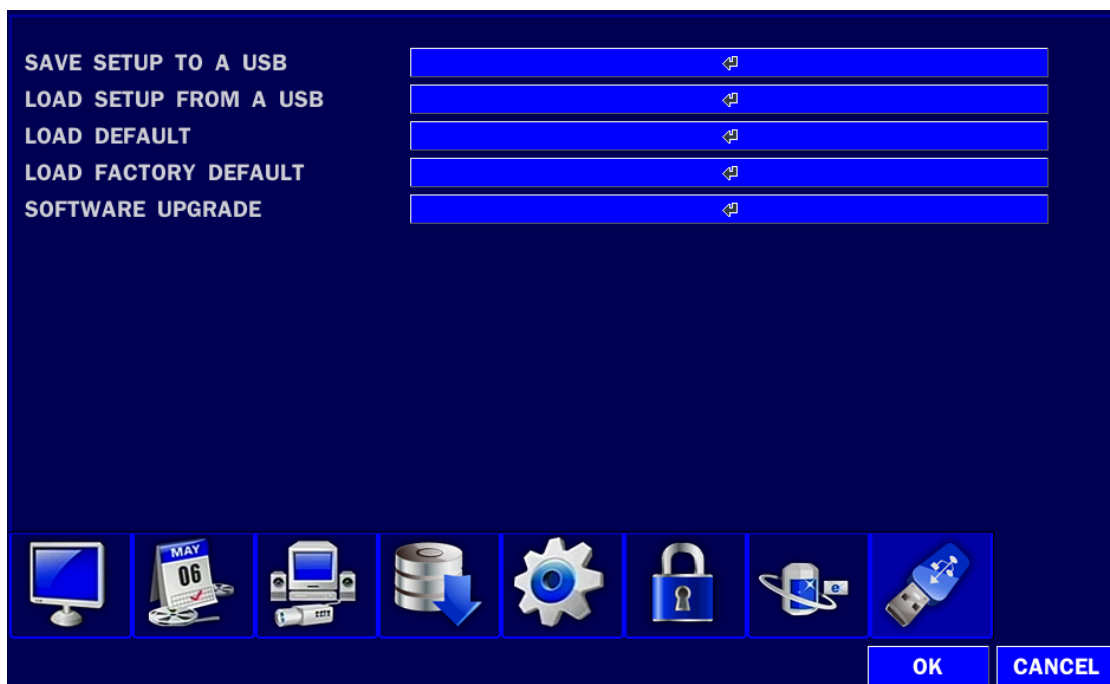 SAVE SETUP TO A USB
LOAD SETUP FROM A USB
LOAD DEFAULT
LOAD FACTORY DEFAULT
SOFTWARE UPGRADE
MAY
06
CCTV
e
OK CANCEL